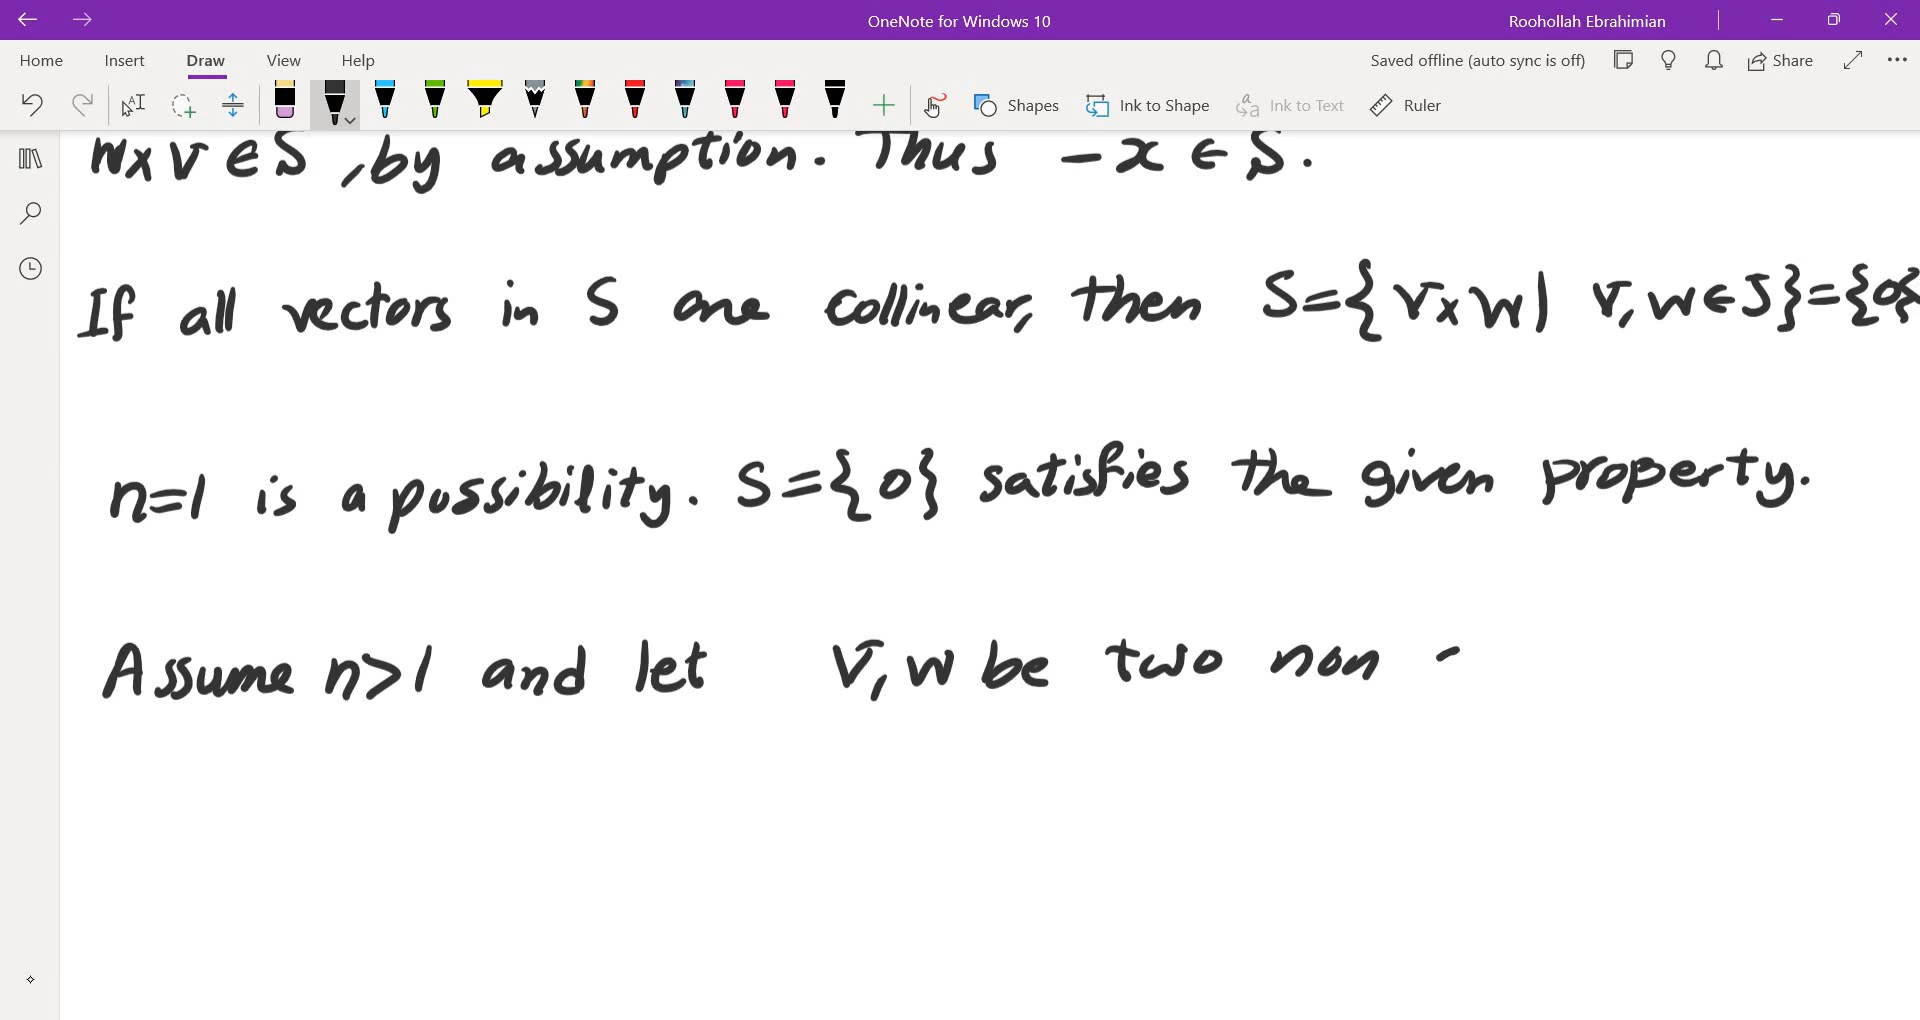 OneNote for Windows 10
Roohollah Ebrahimian
Home Insert Draw View Help
Saved offline (auto sync is off) Share
Shapes Ink to Shape Ink to Text Ruler
w×v∈S, by assumption. Thus -x∈S.
If all vectors in S are collinear, then S={v×w| v,w∈S}={0}
n=1 is a possibility. S={0} satisfies the given property.
Assume n>1 and let v,w be two non -